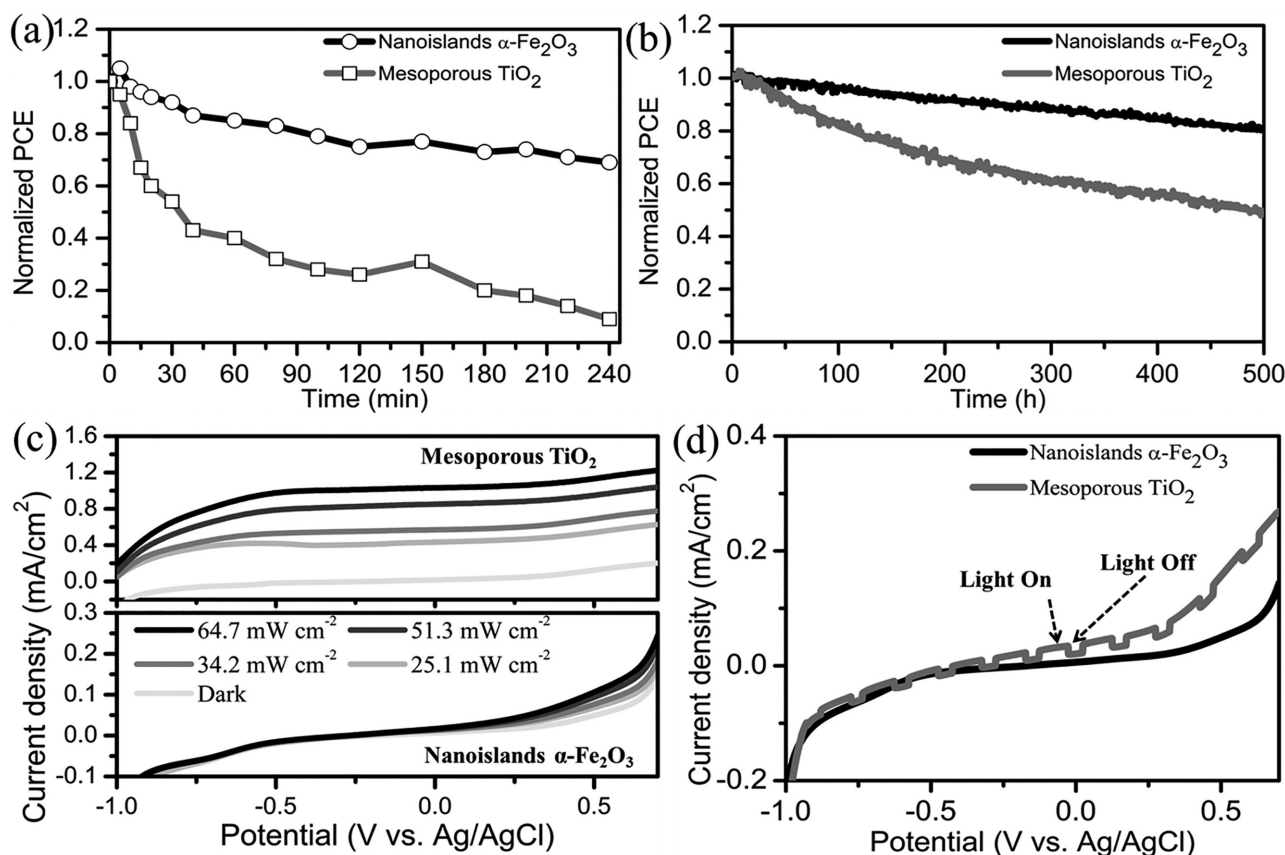 (a)
Normalized PCE
1.2
1.0
0.8
0.6
0.4
0.2
0.0
Nanoislands α-Fe₂O₃
Mesoporous TiO₂
0 30 60 90 120 150 180 210 240
Time (min)
(b)
Normalized PCE
1.2
1.0
0.8
0.6
0.4
0.2
0.0
Nanoislands α-Fe₂O₃
Mesoporous TiO₂
0 100 200 300 400 500
Time (h)
(c)
Current density (mA/cm²)
1.6
1.2
0.8
0.4
0.0
Mesoporous TiO₂
0.3
0.2
0.1
0.0
-0.1
64.7 mW cm⁻² 51.3 mW cm⁻²
34.2 mW cm⁻² 25.1 mW cm⁻²
Dark
Nanoislands α-Fe₂O₃
-1.0 -0.5 0.0 0.5
Potential (V vs. Ag/AgCl)
(d)
Current density (mA/cm²)
0.4
0.2
0.0
-0.2
Nanoislands α-Fe₂O₃
Mesoporous TiO₂
Light On
Light Off
-1.0 -0.5 0.0 0.5
Potential (V vs. Ag/AgCl)